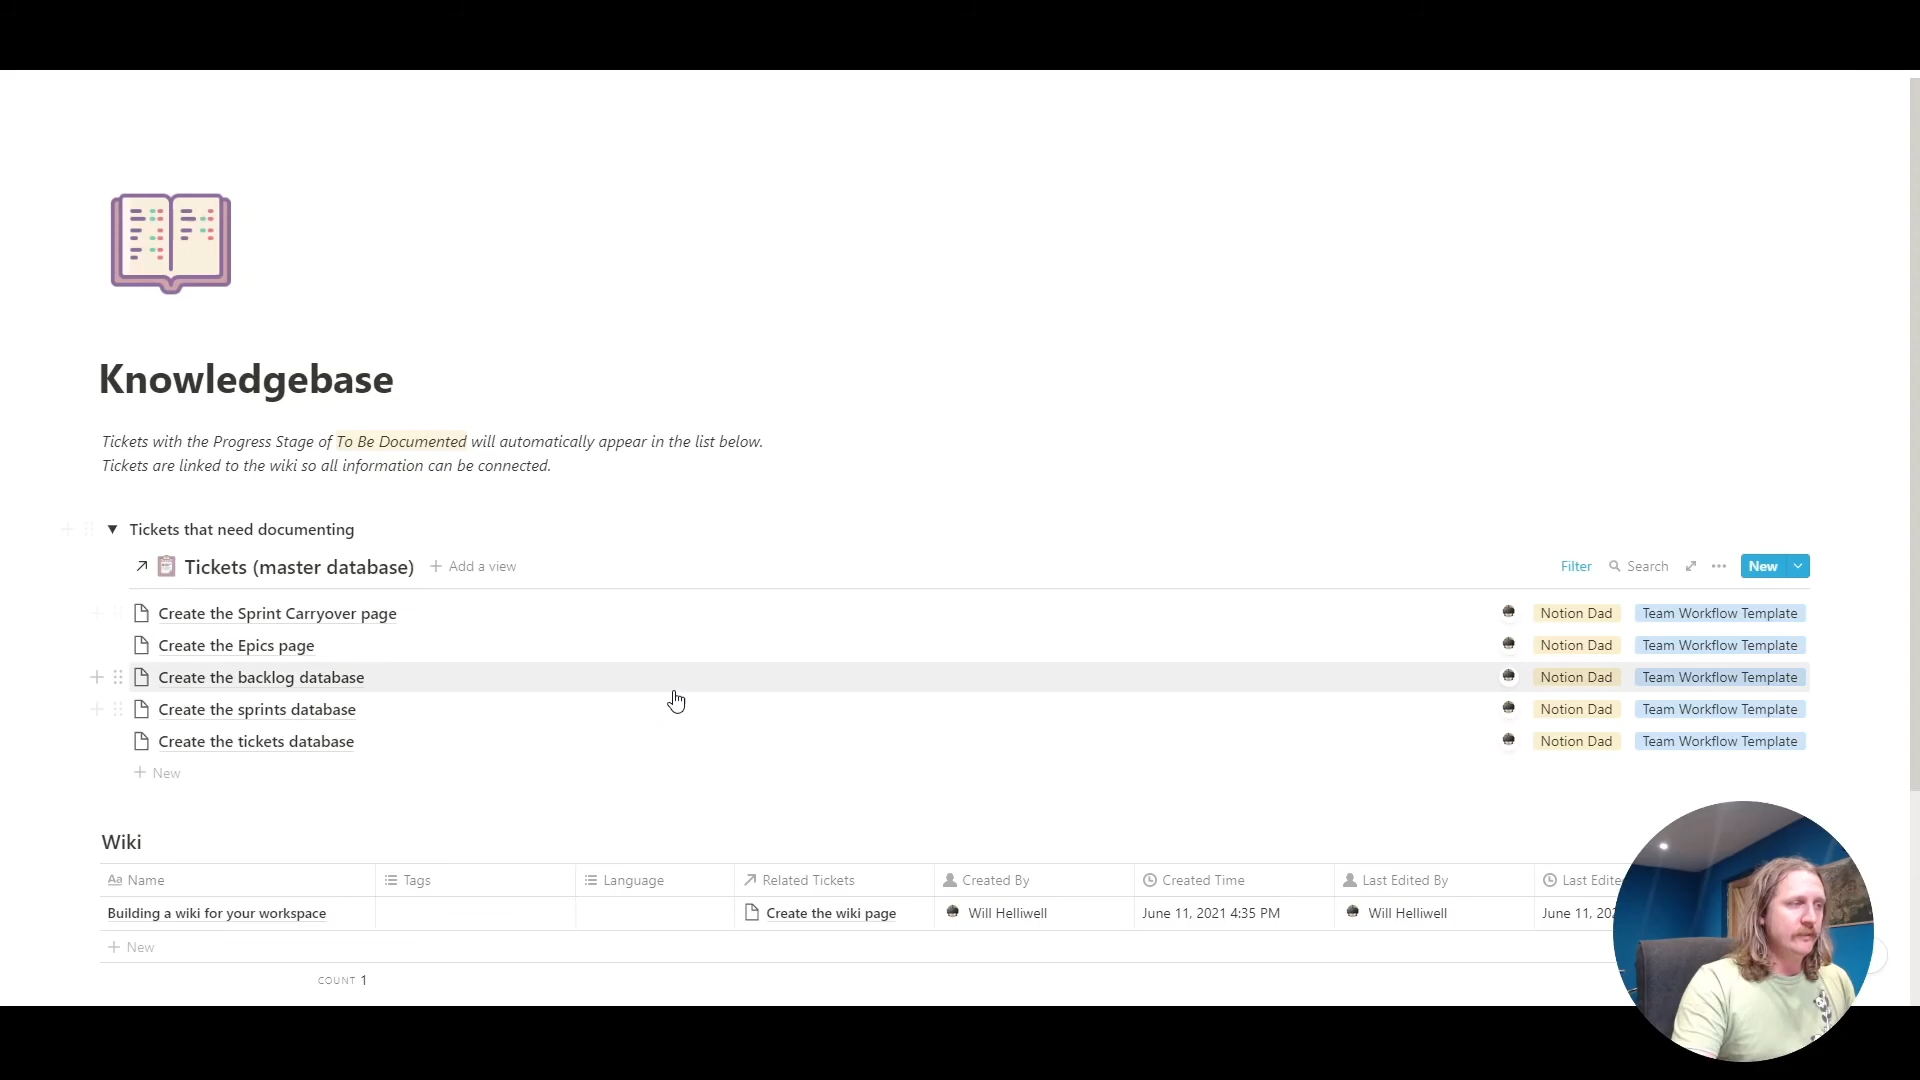 Knowledgebase
Tickets with the Progress Stage of To Be Documented will automatically appear in the list below.
Tickets are linked to the wiki so all information can be connected.
Tickets that need documenting
Tickets (master database) Add a view Filter Search New
Create the Sprint Carryover page Notion Dad Team Workflow Template
Create the Epics page Notion Dad Team Workflow Template
Create the backlog database Notion Dad Team Workflow Template
Create the sprints database Notion Dad Team Workflow Template
Create the tickets database Notion Dad Team Workflow Template
New
Wiki
Aa Name Tags Language Related Tickets Created By Created Time Last Edited By Last Edite
Building a wiki for your workspace Create the wiki page Will Helliwell June 11, 2021 4:35 PM Will Helliwell June 11, 202
New
COUNT 1